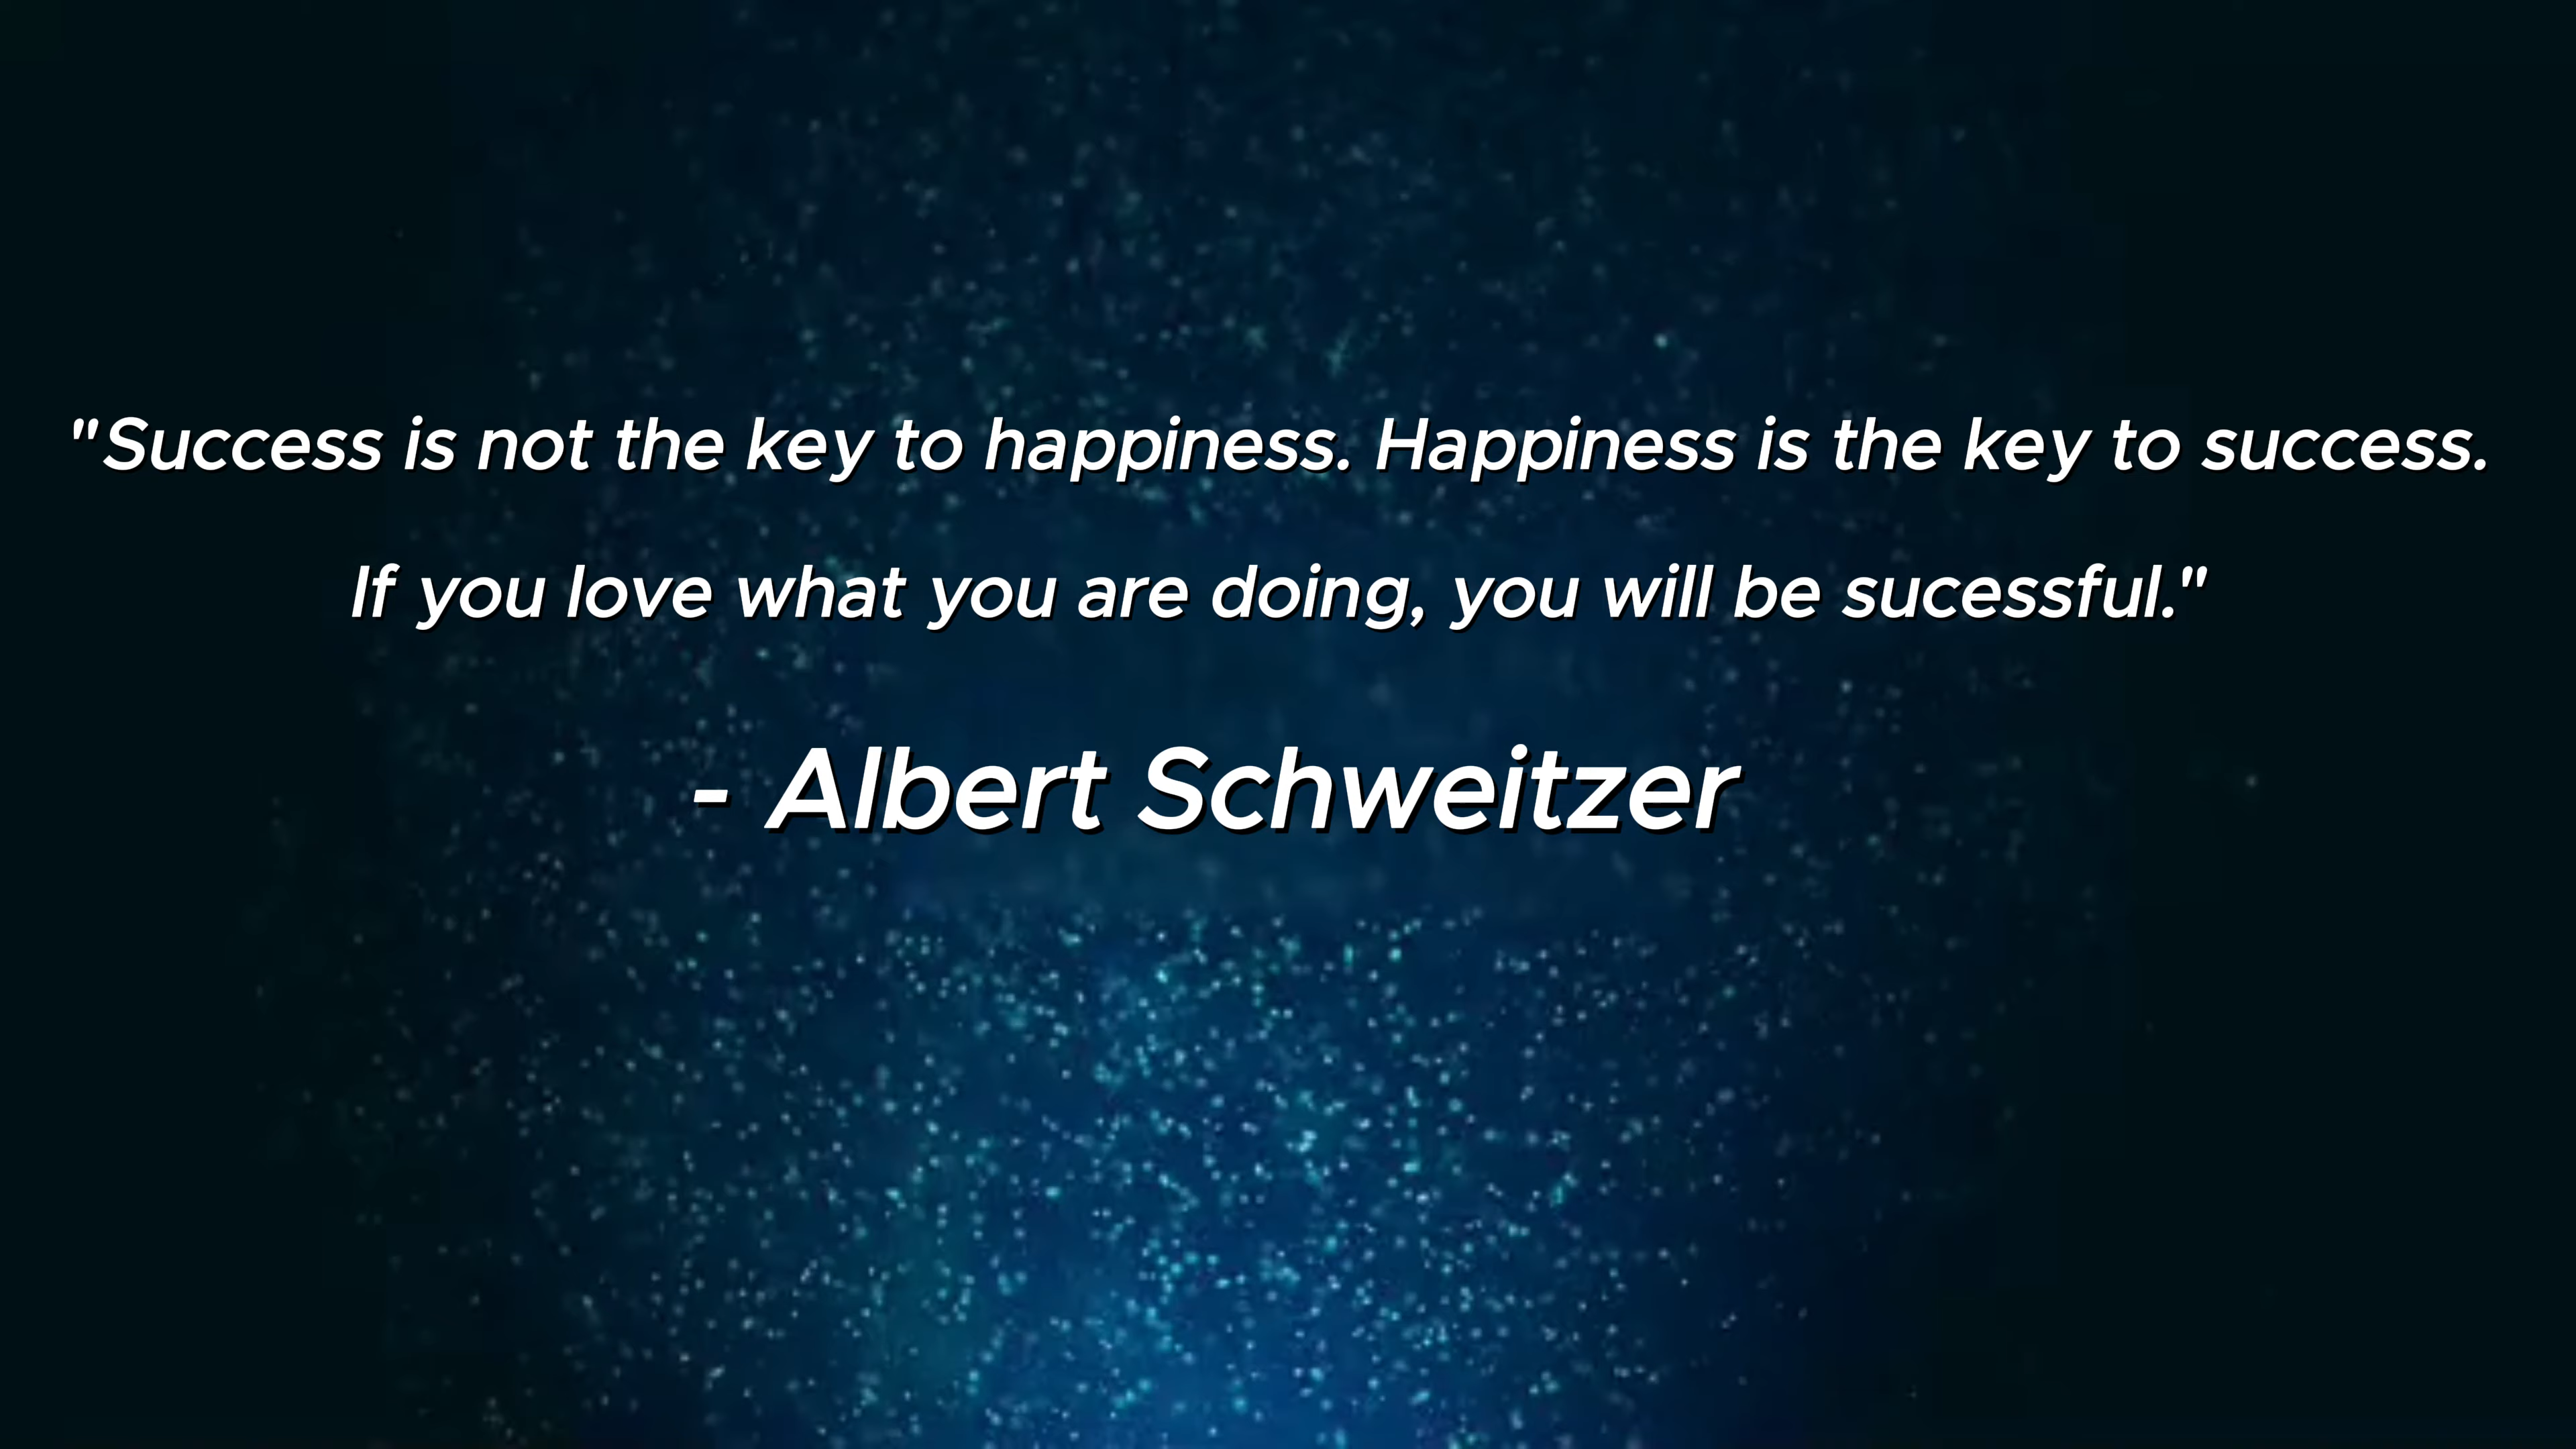 "Success is not the key to happiness. Happiness is the key to success.
If you love what you are doing, you will be sucessful."
- Albert Schweitzer